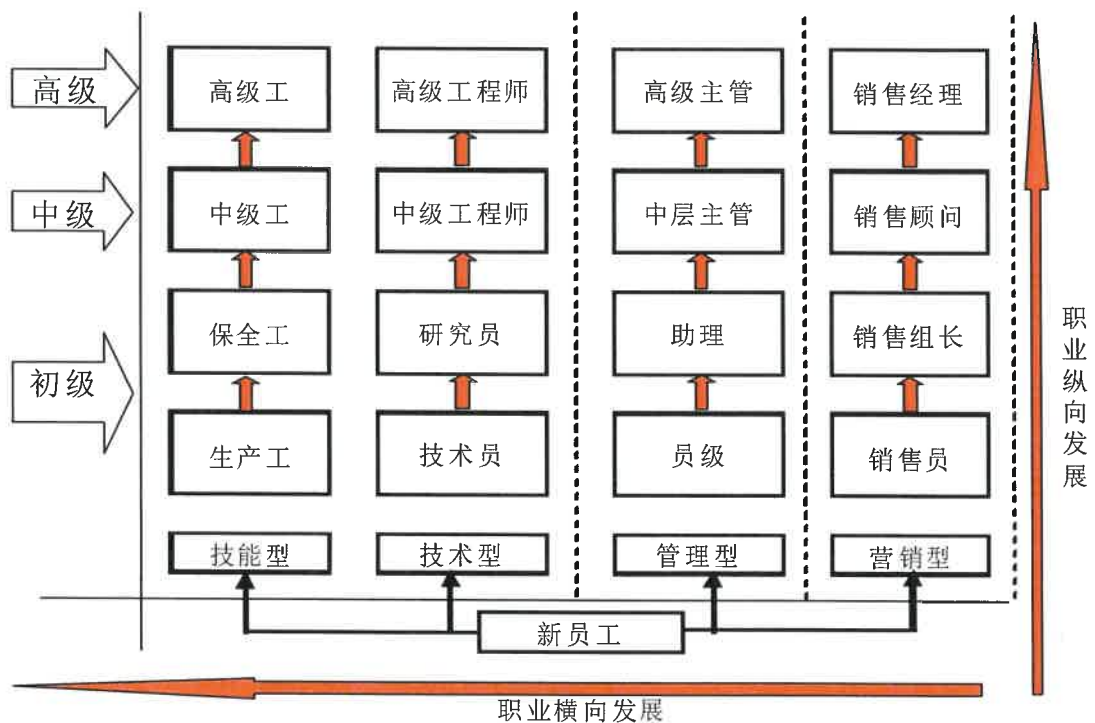 高级
高级工
高级工程师
高级主管
销售经理
中级
中级工
中级工程师
中层主管
销售顾问
初级
保全工
研究员
助理
销售组长
生产工
技术员
员级
销售员
技能型
技术型
管理型
营销型
新员工
职业横向发展
职业纵向发展